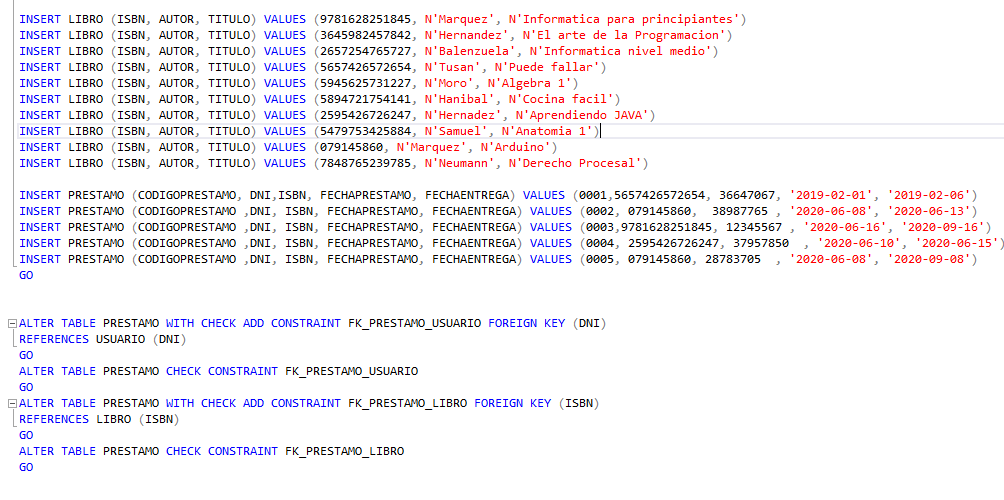 INSERT LIBRO (ISBN, AUTOR, TITULO) VALUES (9781628251845, N'Marquez', N'Informatica para principiantes')
INSERT LIBRO (ISBN, AUTOR, TITULO) VALUES (3645982457842, N'Hernandez', N'El arte de la Programacion')
INSERT LIBRO (ISBN, AUTOR, TITULO) VALUES (2657254765727, N'Balenzuela', N'Informatica nivel medio')
INSERT LIBRO (ISBN, AUTOR, TITULO) VALUES (5657426572654, N'Tusan', N'Puede fallar')
INSERT LIBRO (ISBN, AUTOR, TITULO) VALUES (5945625731227, N'Moro', N'Algebra 1')
INSERT LIBRO (ISBN, AUTOR, TITULO) VALUES (5894721754141, N'Hanibal', N'Cocina facil')
INSERT LIBRO (ISBN, AUTOR, TITULO) VALUES (2595426726247, N'Hernadez', N'Aprendiendo JAVA')
INSERT LIBRO (ISBN, AUTOR, TITULO) VALUES (5479753425884, N'Samuel', N'Anatomia 1')
INSERT LIBRO (ISBN, AUTOR, TITULO) VALUES (079145860, N'Marquez', N'Arduino')
INSERT LIBRO (ISBN, AUTOR, TITULO) VALUES (7848765239785, N'Neumann', N'Derecho Procesal')
INSERT PRESTAMO (CODIGOPRESTAMO, DNI,ISBN, FECHAPRESTAMO, FECHAENTREGA) VALUES (0001,5657426572654, 36647067, '2019-02-01', '2019-02-06')
INSERT PRESTAMO (CODIGOPRESTAMO ,DNI, ISBN, FECHAPRESTAMO, FECHAENTREGA) VALUES (0002, 079145860,  38987765 , '2020-06-08', '2020-06-13')
INSERT PRESTAMO (CODIGOPRESTAMO ,DNI, ISBN, FECHAPRESTAMO, FECHAENTREGA) VALUES (0003,9781628251845, 12345567 , '2020-06-16', '2020-09-16')
INSERT PRESTAMO (CODIGOPRESTAMO ,DNI, ISBN, FECHAPRESTAMO, FECHAENTREGA) VALUES (0004, 2595426726247, 37957850  , '2020-06-10', '2020-06-15')
INSERT PRESTAMO (CODIGOPRESTAMO ,DNI, ISBN, FECHAPRESTAMO, FECHAENTREGA) VALUES (0005, 079145860, 28783705  , '2020-06-08', '2020-09-08')
GO
ALTER TABLE PRESTAMO WITH CHECK ADD CONSTRAINT FK_PRESTAMO_USUARIO FOREIGN KEY (DNI)
REFERENCES USUARIO (DNI)
GO
ALTER TABLE PRESTAMO CHECK CONSTRAINT FK_PRESTAMO_USUARIO
GO
ALTER TABLE PRESTAMO WITH CHECK ADD CONSTRAINT FK_PRESTAMO_LIBRO FOREIGN KEY (ISBN)
REFERENCES LIBRO (ISBN)
GO
ALTER TABLE PRESTAMO CHECK CONSTRAINT FK_PRESTAMO_LIBRO
GO